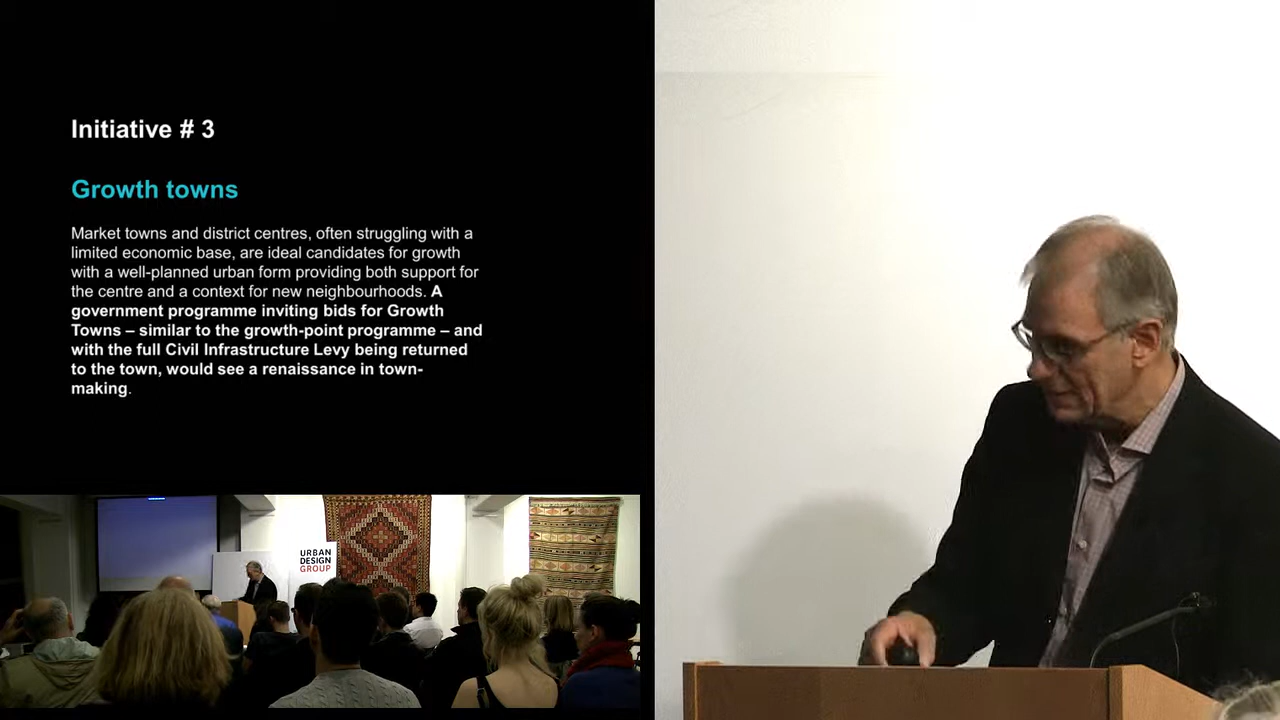 Initiative # 3
Growth towns
Market towns and district centres, often struggling with a
limited economic base, are ideal candidates for growth
with a well-planned urban form providing both support for
the centre and a context for new neighbourhoods. A
government programme inviting bids for Growth
Towns – similar to the growth-point programme – and
with the full Civil Infrastructure Levy being returned
to the town, would see a renaissance in town-
making.
URBAN
DESIGN
GROUP